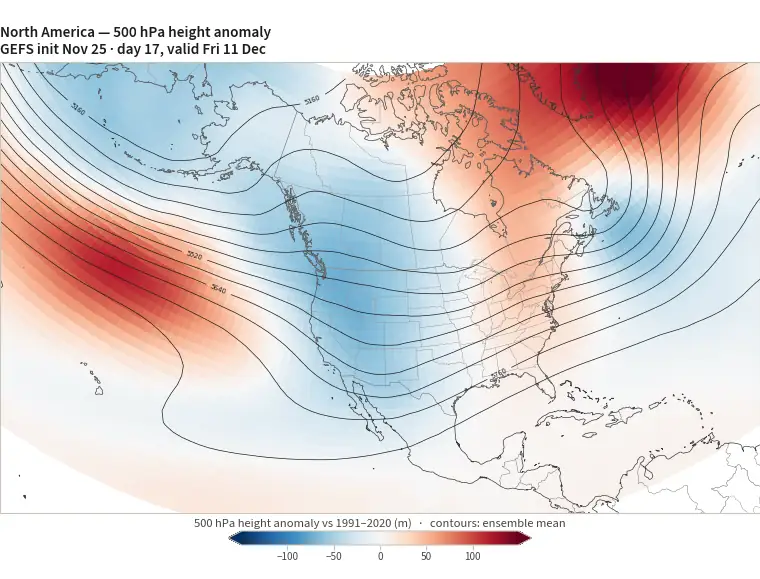 North America — 500 hPa height anomaly
GEFS init Nov 25 · day 17, valid Fri 11 Dec
5160
5160
5520
5640
5760
500 hPa height anomaly vs 1991–2020 (m) · contours: ensemble mean
−100 −50 0 50 100